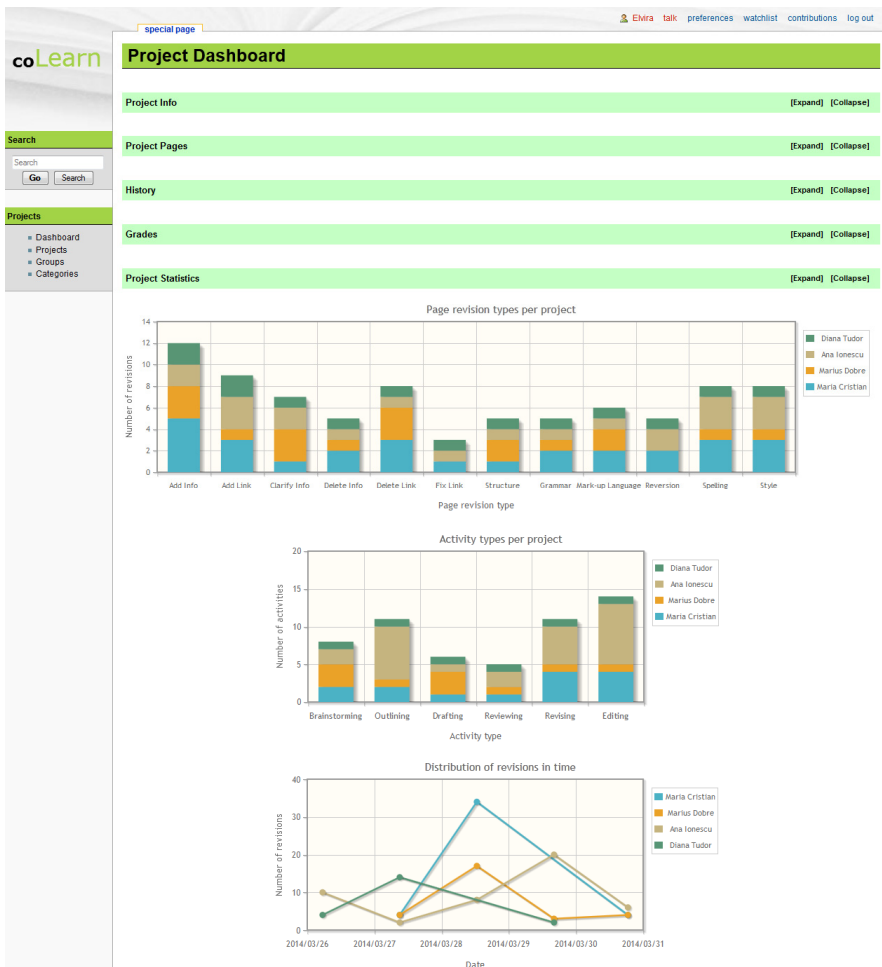 Elvira talk preferences watchlist contributions log out
special page
coLearn
Project Dashboard
Project Info [Expand] [Collapse]
Search
Project Pages [Expand] [Collapse]
Search
Go Search
History [Expand] [Collapse]
Projects
Grades [Expand] [Collapse]
Dashboard
Projects
Groups
Categories
Project Statistics [Expand] [Collapse]
Page revision types per project
Number of revisions
14
12
10
8
6
4
2
0
Add Info Add Link Clarify Info Delete Info Delete Link Fix Link Structure Grammar Mark-up Language Reversion Spelling Style
Page revision type
Diana Tudor
Ana Ionescu
Marius Dobre
Maria Cristian
Activity types per project
Number of activities
20
15
10
5
0
Brainstorming Outlining Drafting Reviewing Revising Editing
Activity type
Diana Tudor
Ana Ionescu
Marius Dobre
Maria Cristian
Distribution of revisions in time
Number of revisions
40
30
20
10
0
2014/03/26 2014/03/27 2014/03/28 2014/03/29 2014/03/30 2014/03/31
Date
Maria Cristian
Marius Dobre
Ana Ionescu
Diana Tudor